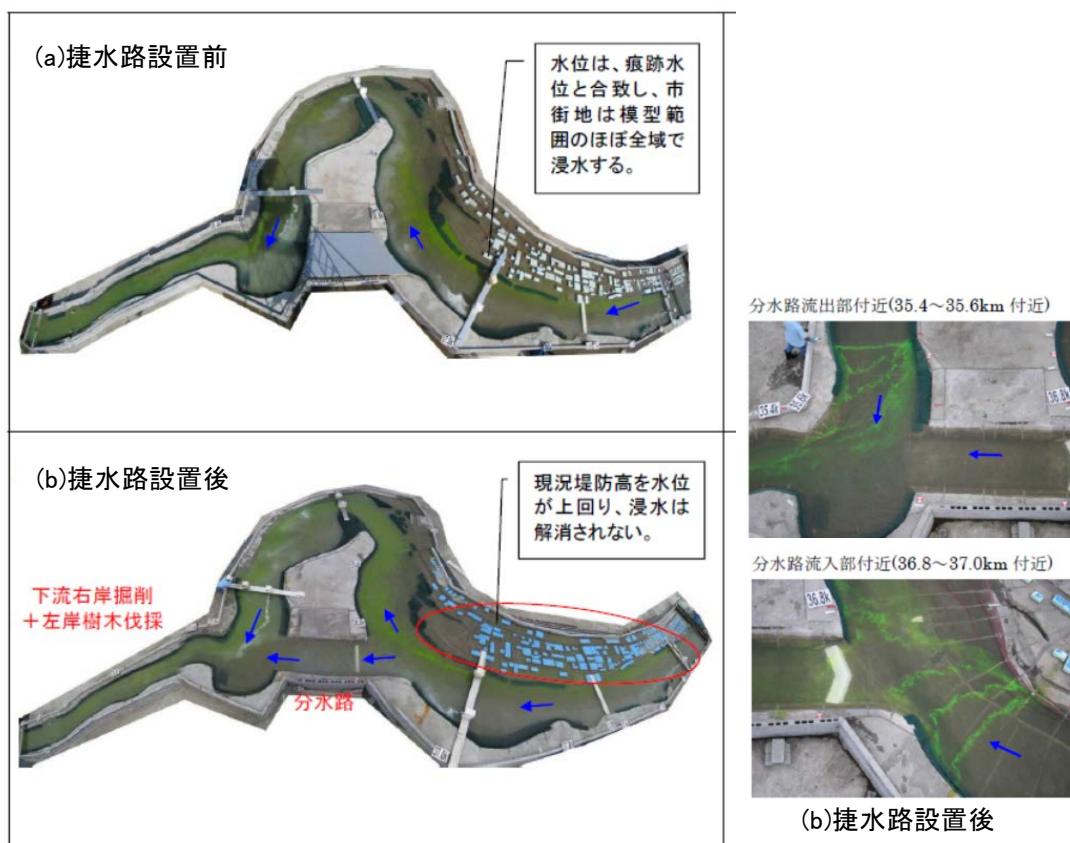 (a)捷水路設置前
水位は、痕跡水
位と合致し、市
街地は模型範
囲のほぼ全域で
浸水する。
(b)捷水路設置後
現況堤防高を水位
が上回り、浸水は
解消されない。
下流右岸掘削
＋左岸樹木伐採
分水路
分水路流出部付近(35.4～35.6km 付近)
35.4k
35.6k
36.8k
分水路流入部付近(36.8～37.0km 付近)
36.8k
(b)捷水路設置後